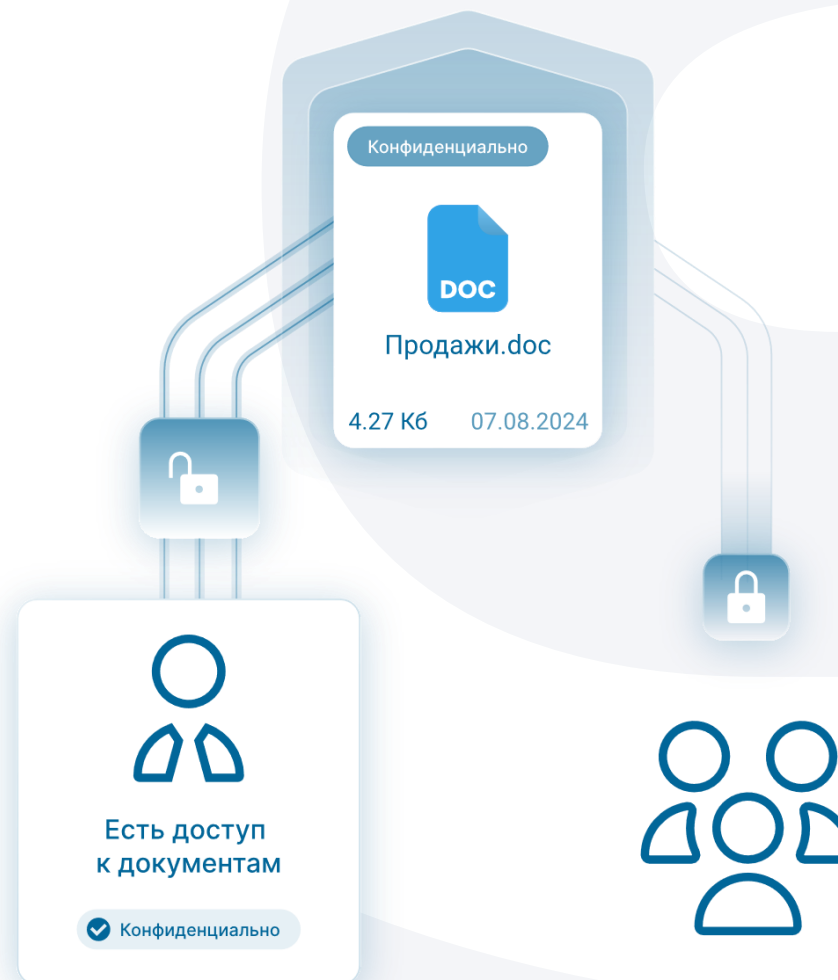 Конфиденциально
DOC
Продажи.doc
4.27 Кб 07.08.2024
Есть доступ
к документам
Конфиденциально